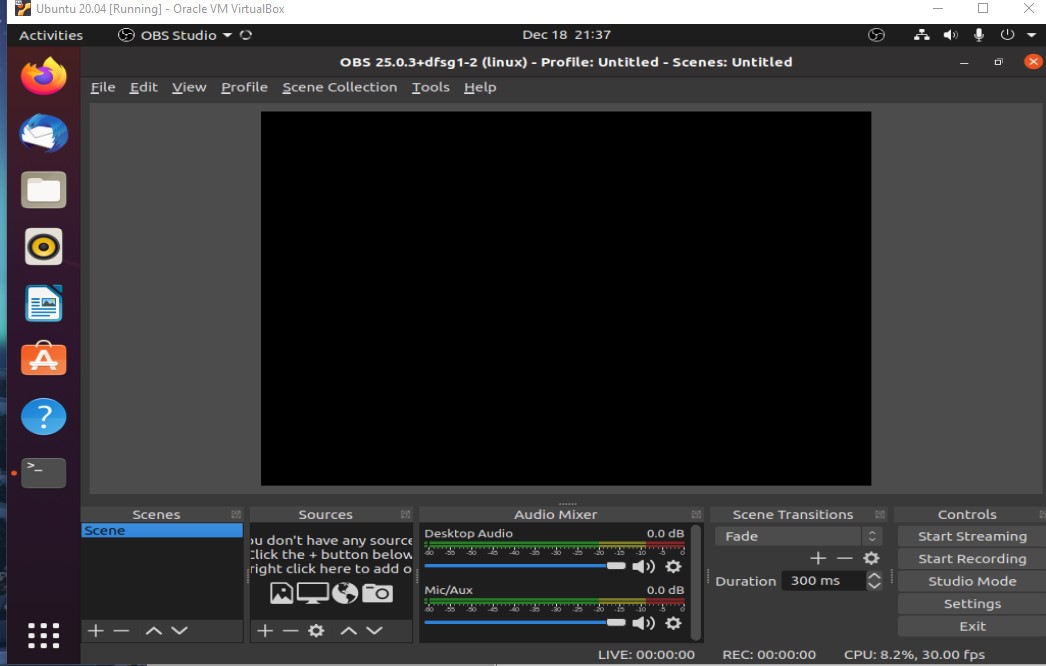 Ubuntu 20.04 [Running] - Oracle VM VirtualBox
Activities OBS Studio Dec 18 21:37
OBS 25.0.3+dfsg1-2 (linux) - Profile: Untitled - Scenes: Untitled
File Edit View Profile Scene Collection Tools Help
Scenes
Scene
Sources
ou don't have any source
Click the + button below
right click here to add o
Audio Mixer
Desktop Audio 0.0 dB
-60 -55 -50 -45 -40 -35 -30 -25 -20 -15 -10 -5 0
Mic/Aux 0.0 dB
-60 -55 -50 -45 -40 -35 -30 -25 -20 -15 -10 -5 0
Scene Transitions
Fade
Duration 300 ms
Controls
Start Streaming
Start Recording
Studio Mode
Settings
Exit
LIVE: 00:00:00 REC: 00:00:00 CPU: 8.2%, 30.00 fps